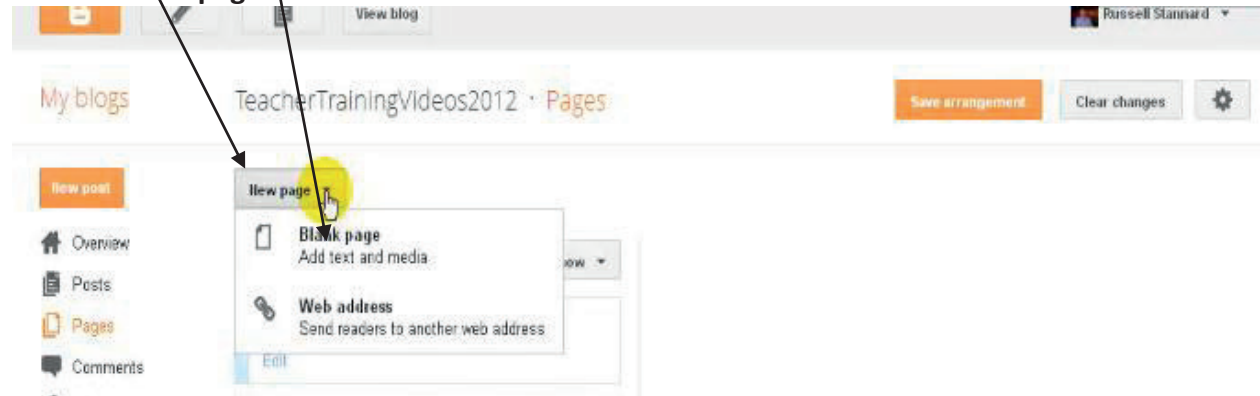 page
View blog
Russell Stannard
My blogs
TeacherTrainingVideos2012 · Pages
Save arrangement
Clear changes
New post
New page
Overview
Blank page
Add text and media
Posts
Web address
Send readers to another web address
Pages
Edit
Comments